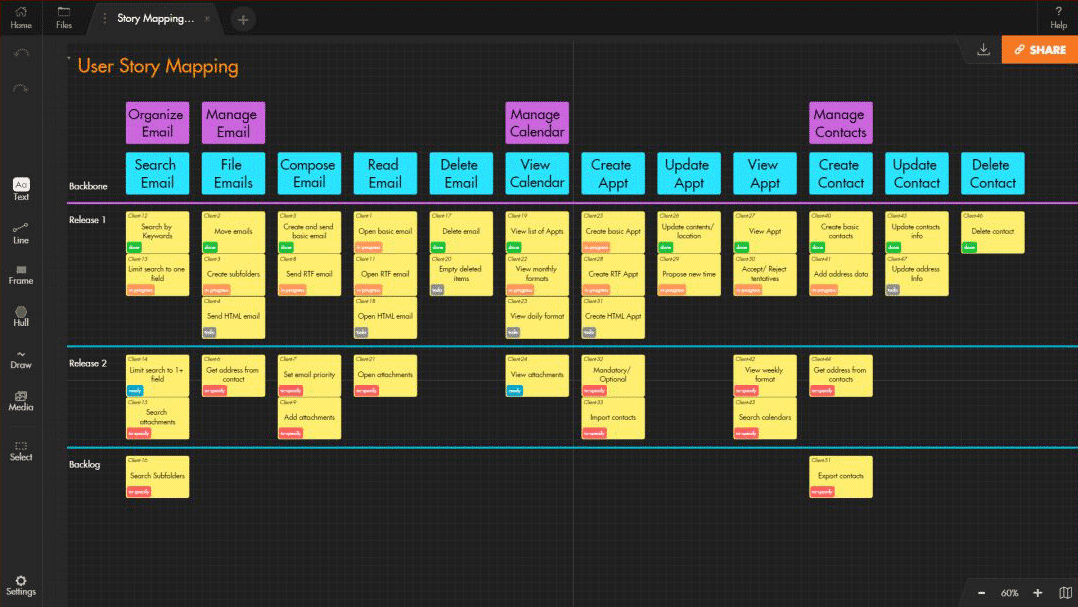 Home
Files
Story Mapping...
×
+
?
Help
SHARE
User Story Mapping
Organize
Email
Manage
Email
Manage
Calendar
Manage
Contacts
Backbone
Search
Email
File
Emails
Compose
Email
Read
Email
Delete
Email
View
Calendar
Create
Appt
Update
Appt
View
Appt
Create
Contact
Update
Contact
Delete
Contact
Release 1
Client-12
Search by
Keywords
done
Client-2
Move emails
done
Client-5
Create and send
basic email
done
Client-1
Open basic email
in-progress
Client-17
Delete email
done
Client-19
View list of Appts
done
Client-25
Create basic Appt
in-progress
Client-26
Update contents/
location
done
Client-27
View Appt
done
Client-40
Create basic
contacts
done
Client-45
Update contacts
info
done
Client-46
Delete contact
done
Client-13
Limit search to one
field
in-progress
Client-3
Create subfolders
in-progress
Client-8
Send RTF email
in-progress
Client-11
Open RTF email
in-progress
Client-20
Empty deleted
items
todo
Client-22
View monthly
formats
in-progress
Client-28
Create RTF Appt
in-progress
Client-29
Propose new time
in-progress
Client-30
Accept/ Reject
tentatives
in-progress
Client-41
Add address data
in-progress
Client-47
Update address
Info
todo
Client-4
Send HTML email
todo
Client-18
Open HTML email
todo
Client-23
View daily format
todo
Client-31
Create HTML Appt
todo
Release 2
Client-14
Limit search to 1+
field
ready
Client-6
Get address from
contact
to-specify
Client-7
Set email priority
to-specify
Client-21
Open attachments
to-specify
Client-24
View attachments
ready
Client-32
Mandatory/
Optional
to-specify
Client-42
View weekly
format
to-specify
Client-44
Get address from
contacts
to-specify
Client-15
Search
attachments
to-specify
Client-9
Add attachments
to-specify
Client-33
Import contacts
to-specify
Client-43
Search calendars
to-specify
Backlog
Client-16
Search Subfolders
to-specify
Client-51
Export contacts
to-specify
Aa
Text
Line
Frame
Hull
Draw
Media
Select
Settings
- 60% +